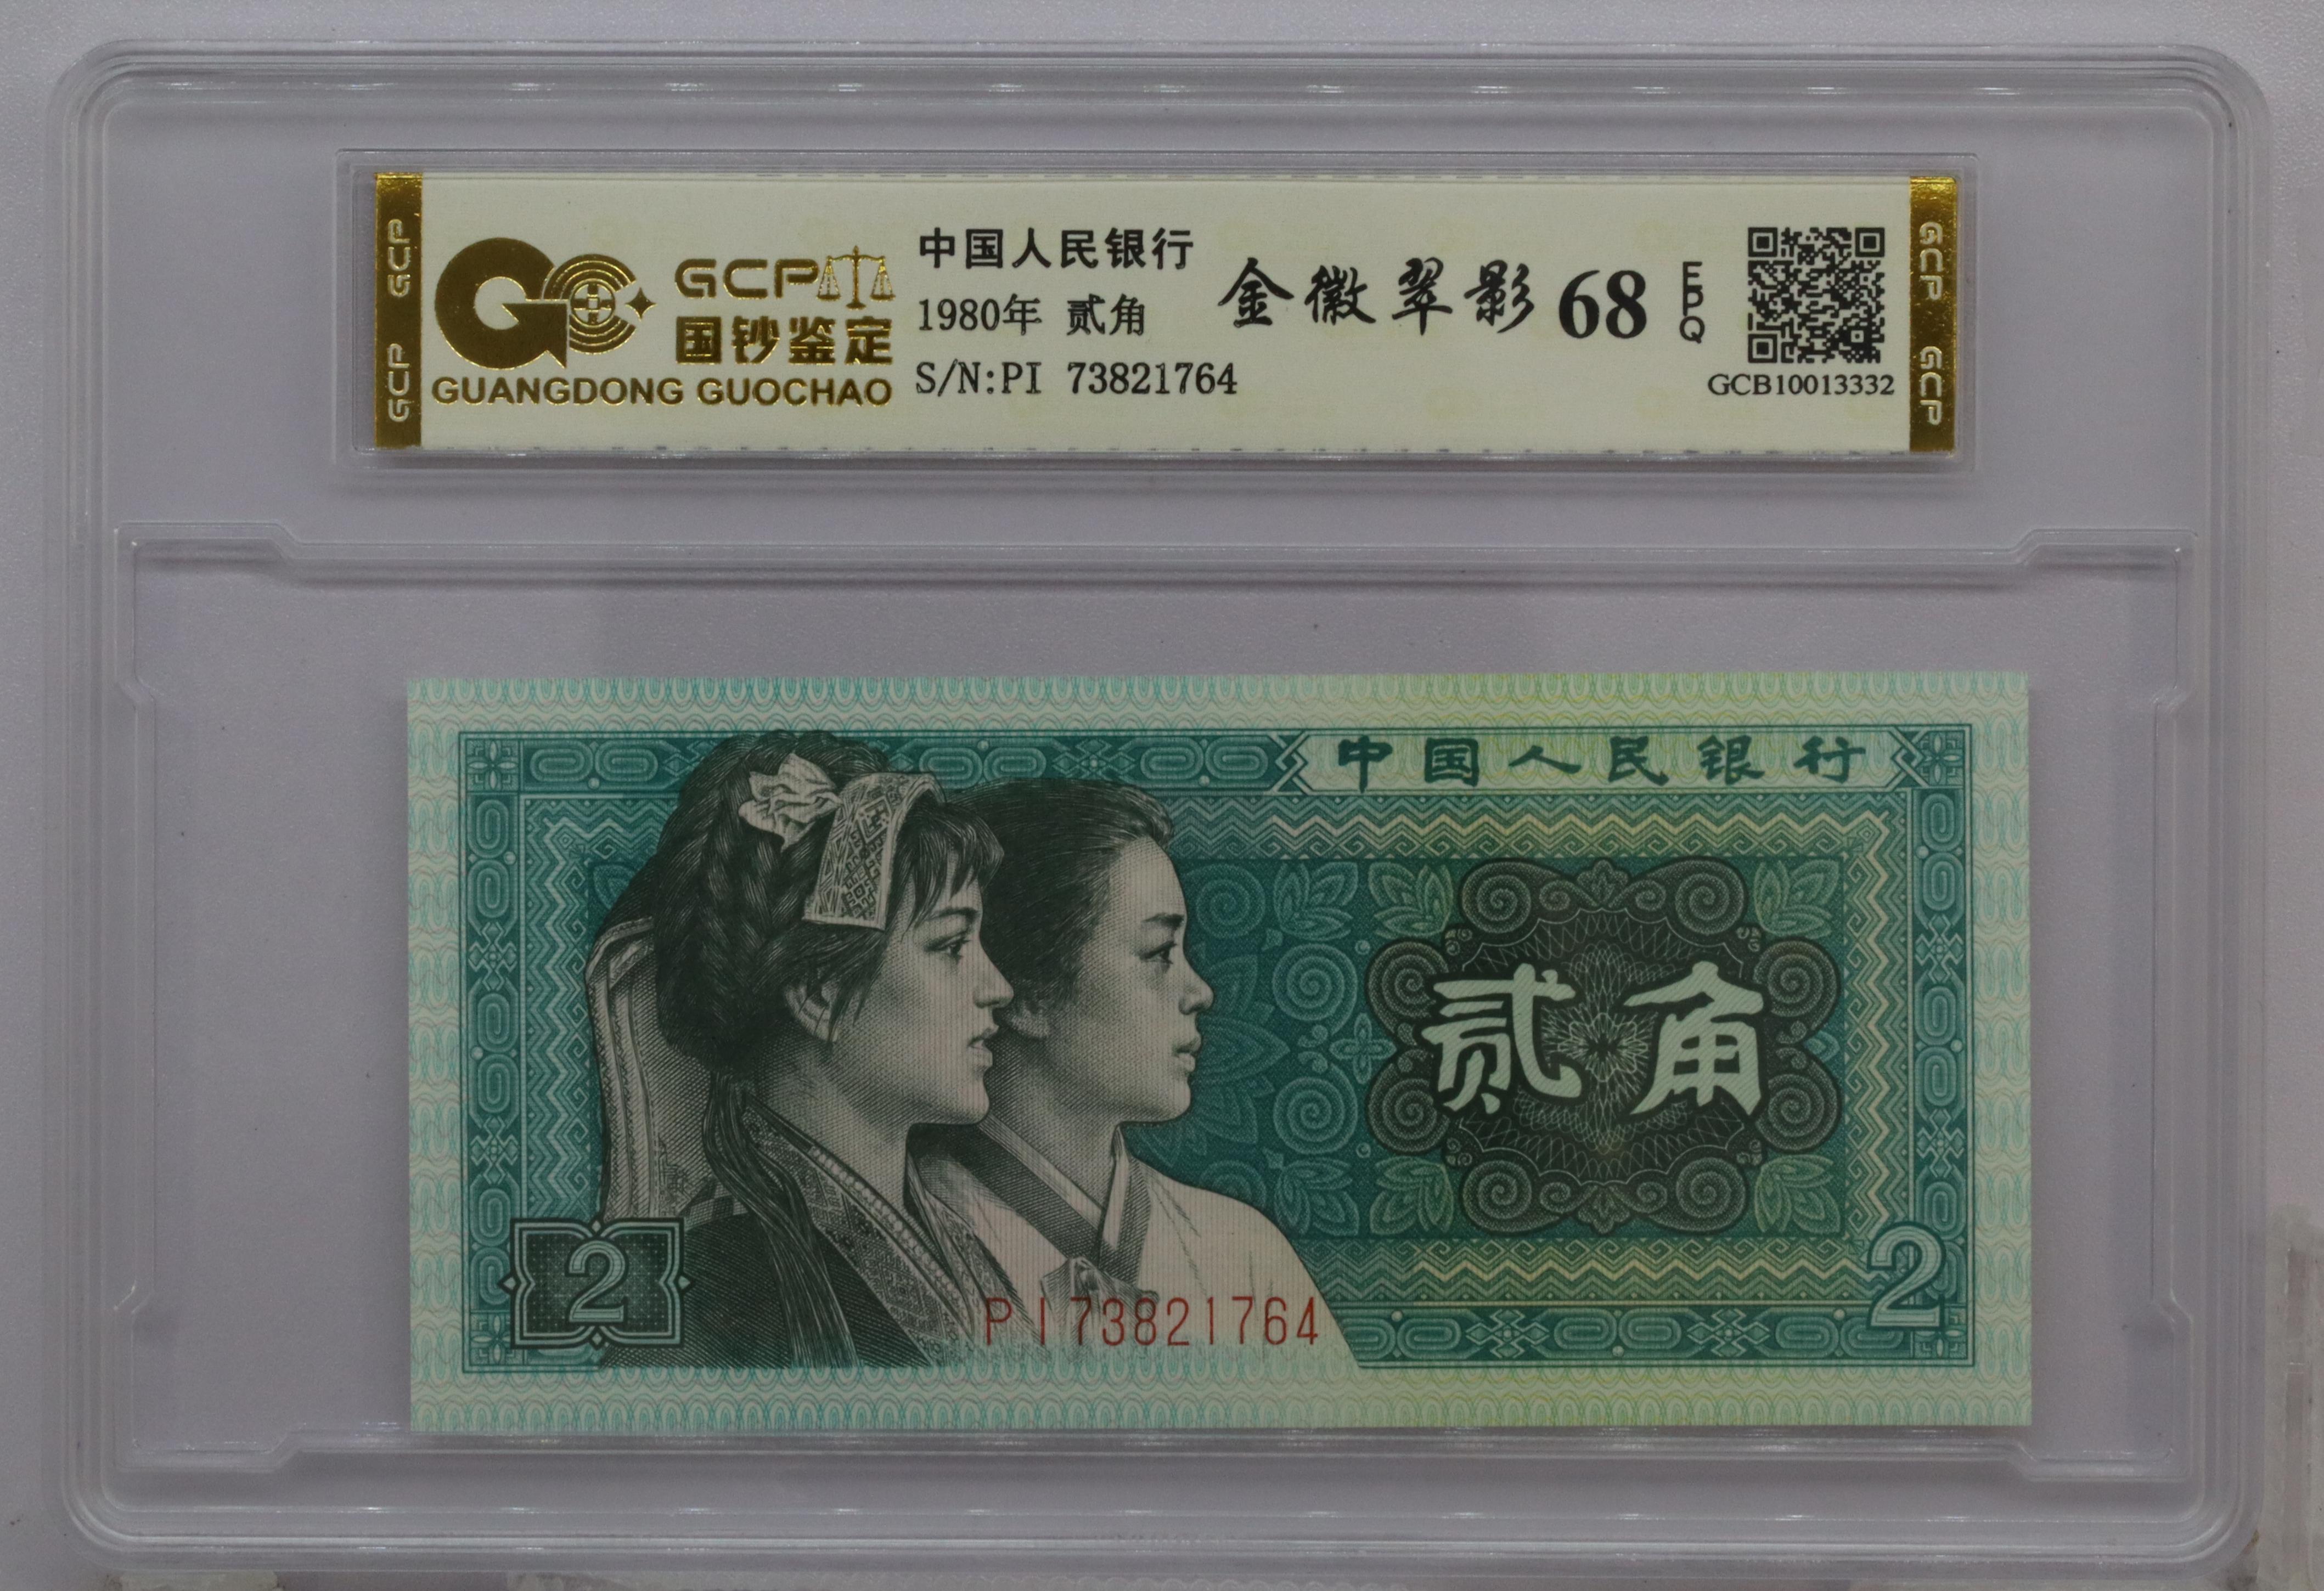 GCP GCP
GCP
国钞鉴定
GUANGDONG GUOCHAO
中国人民银行
1980年 贰角
S/N:PI 73821764
金徽翠影 68 EPQ
GCB10013332
GCP GCP
中国人民银行
贰角
2
PI73821764
2